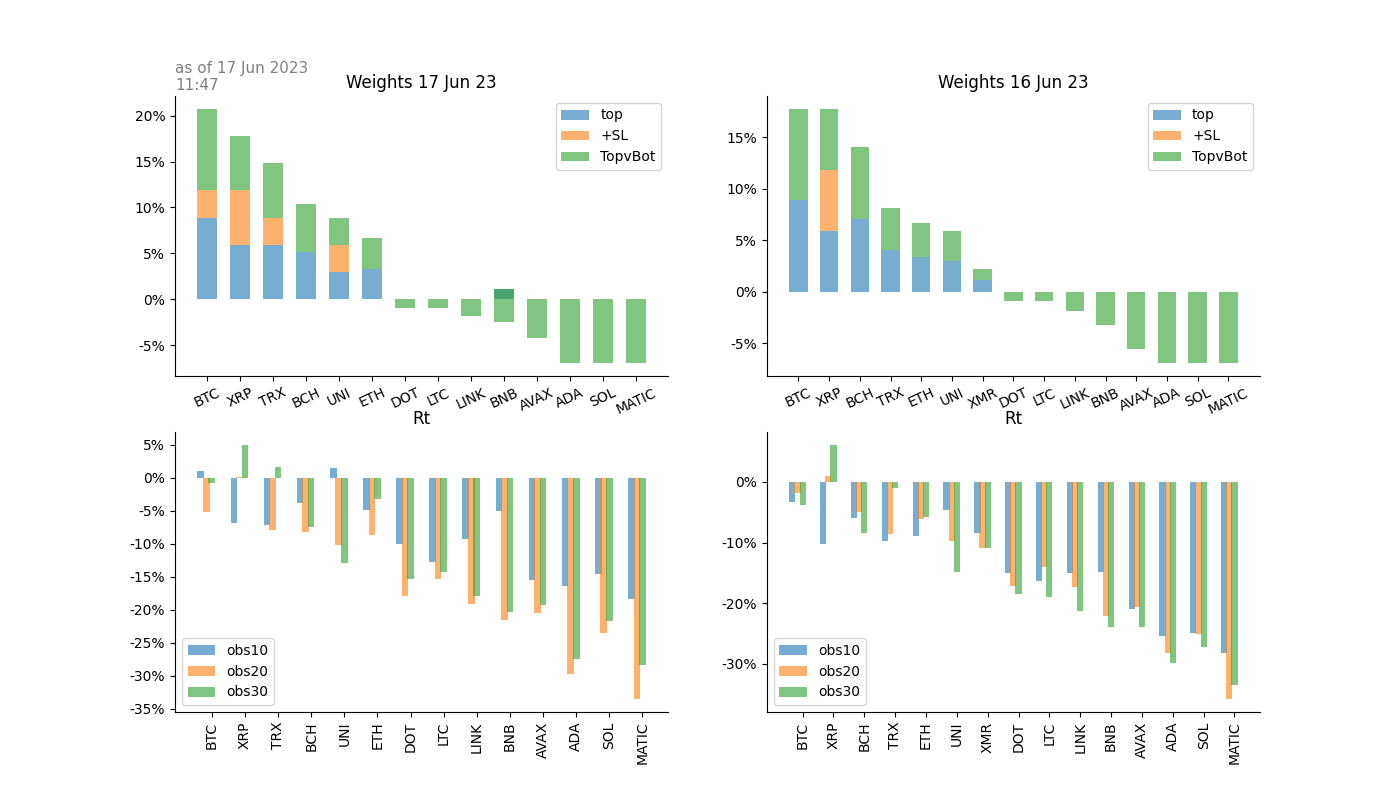 as of 17 Jun 2023
11:47
Weights 17 Jun 23
20%
15%
10%
5%
0%
-5%
top
+SL
TopvBot
BTC XRP TRX BCH UNI ETH DOT LTC LINK BNB AVAX ADA SOL MATIC
Weights 16 Jun 23
15%
10%
5%
0%
-5%
top
+SL
TopvBot
BTC XRP BCH TRX ETH UNI XMR DOT LTC LINK BNB AVAX ADA SOL MATIC
Rt
5%
0%
-5%
-10%
-15%
-20%
-25%
-30%
-35%
obs10
obs20
obs30
BTC XRP TRX BCH UNI ETH DOT LTC LINK BNB AVAX ADA SOL MATIC
Rt
0%
-10%
-20%
-30%
obs10
obs20
obs30
BTC XRP BCH TRX ETH UNI XMR DOT LTC LINK BNB AVAX ADA SOL MATIC